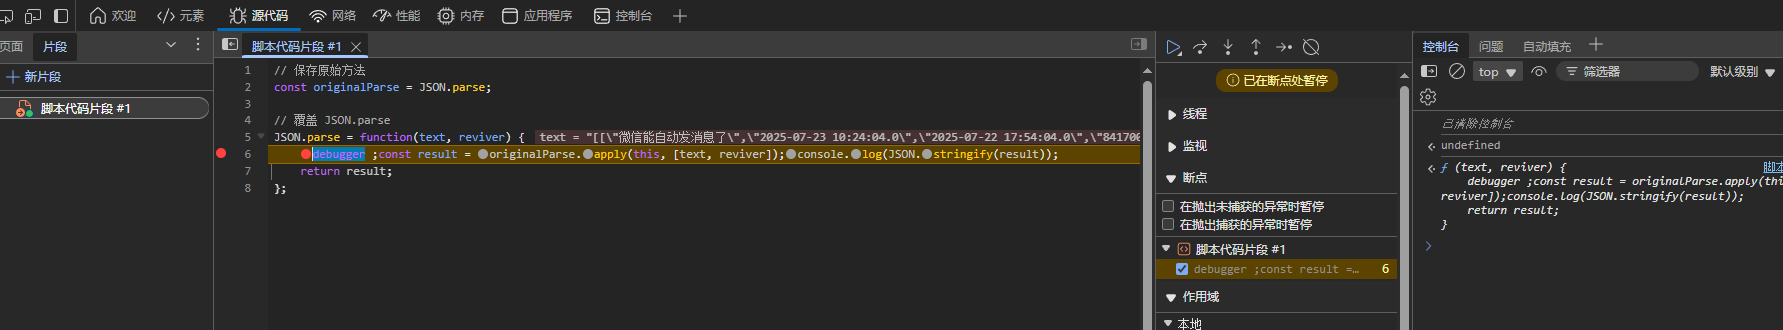 欢迎 元素 源代码 网络 性能 内存 应用程序 控制台
页面 片段
新片段
脚本代码片段 #1
脚本代码片段 #1
1 // 保存原始方法
2 const originalParse = JSON.parse;
3
4 // 覆盖 JSON.parse
5 JSON.parse = function(text, reviver) { text = "[[\"微信能自动发消息了\",\"2025-07-23 10:24:04.0\",\"2025-07-22 17:54:04.0\",\"841700
6 debugger ;const result = originalParse.apply(this, [text, reviver]);console.log(JSON.stringify(result));
7 return result;
8 };
已在断点处暂停
线程
监视
断点
在抛出未捕获的异常时暂停
在抛出捕获的异常时暂停
脚本代码片段 #1
debugger ;const result =… 6
作用域
本地
控制台 问题 自动填充
top 筛选器 默认级别
已清除控制台
undefined
ƒ (text, reviver) { 脚本
debugger ;const result = originalParse.apply(thi
reviver]);console.log(JSON.stringify(result));
return result;
}